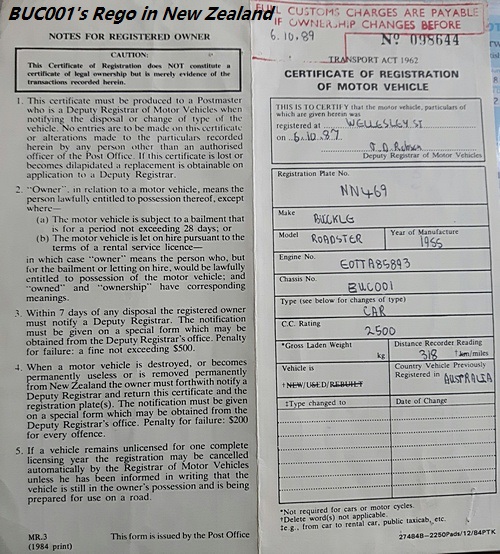 BUC001's Rego in New Zealand
NOTES FOR REGISTERED OWNER
CAUTION:
This Certificate of Registration does NOT constitute a
certificate of legal ownership but is merely evidence of the
transactions recorded herein.
1. This certificate must be produced to a Postmaster
who is a Deputy Registrar of Motor Vehicles when
notifying the disposal or change of type of the
vehicle. No entries are to be made on this certificate
or alterations made to the particulars recorded
herein by any person other than an authorised
officer of the Post Office. If this certificate is lost or
becomes dilapidated a replacement is obtainable on
application to a Deputy Registrar.
2. "Owner", in relation to a motor vehicle, means the
person lawfully entitled to possession thereof, except
where—
(a) The motor vehicle is subject to a bailment that
is for a period not exceeding 28 days; or
(b) The motor vehicle is let on hire pursuant to the
terms of a rental service licence—
in which case "owner" means the person who, but
for the bailment or letting on hire, would be lawfully
entitled to possession of the motor vehicle; and
"owned" and "ownership" have corresponding
meanings.
3. Within 7 days of any disposal the registered owner
must notify a Deputy Registrar. The notification
must be given on a special form which may be
obtained from the Deputy Registrar's office. Penalty
for failure: a fine not exceeding $500.
4. When a motor vehicle is destroyed, or becomes
permanently useless or is removed permanently
from New Zealand the owner must forthwith notify a
Deputy Registrar and return this certificate and the
registration plate(s). The notification must be given
on a special form which may be obtained from the
Deputy Registrar's office. Penalty for failure: $200
for every offence.
5. If a vehicle remains unlicensed for one complete
licensing year the registration may be cancelled
automatically by the Registrar of Motor Vehicles
unless he has been informed in writing that the
vehicle is still in the owner's possession and is being
prepared for use on a road.
MR.3
(1984 print)
This form is issued by the Post Office
CUSTOMS CHARGES ARE PAYABLE
IF OWNERSHIP CHANGES BEFORE
6.10.89
Nº 098644
TRANSPORT ACT 1962
CERTIFICATE OF REGISTRATION
OF MOTOR VEHICLE
THIS IS TO CERTIFY that the motor vehicle, particulars of
which are given herein was
registered at WELLESLEY ST
on 6.10.87
Deputy Registrar of Motor Vehicles
Registration Plate No.
NN469
Make
BUCKLE
Model ROADSTER
Year of Manufacture
1955
Engine No.
EOTTA85893
Chassis No.
BUC001
Type (see below for changes of type)
CAR
C.C. Rating
2500
*Gross Laden Weight
kg
Distance Recorder Reading
318 †km/miles
Vehicle is
†NEW/USED/REBUILT
Country Vehicle Previously
Registered in AUSTRALIA
‡Type changed to
Date of Change
*Not required for cars or motor cycles.
†Delete word(s) not applicable.
‡e.g., from car to rental car, public taxicab, etc.
27484B—2250Pads/12/84PTK